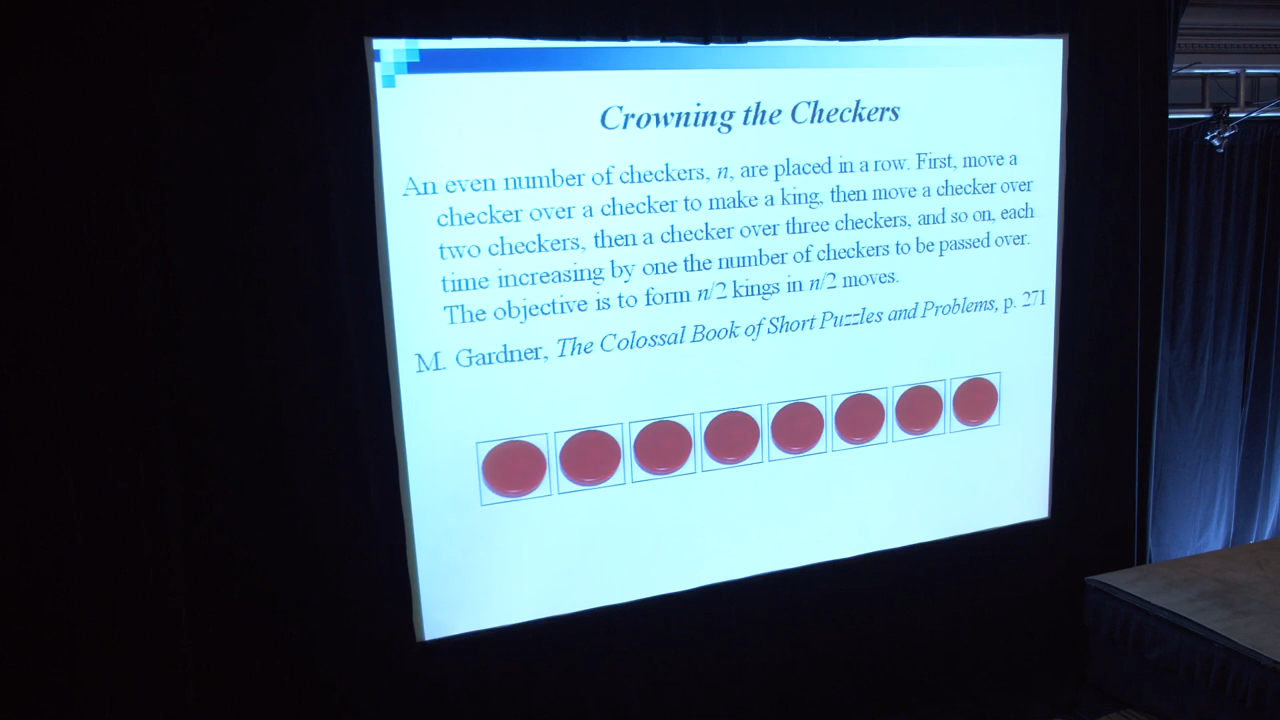 Crowning the Checkers
An even number of checkers, n, are placed in a row. First, move a
checker over a checker to make a king, then move a checker over
two checkers, then a checker over three checkers, and so on, each
time increasing by one the number of checkers to be passed over.
The objective is to form n/2 kings in n/2 moves.
M. Gardner, The Colossal Book of Short Puzzles and Problems, p. 271